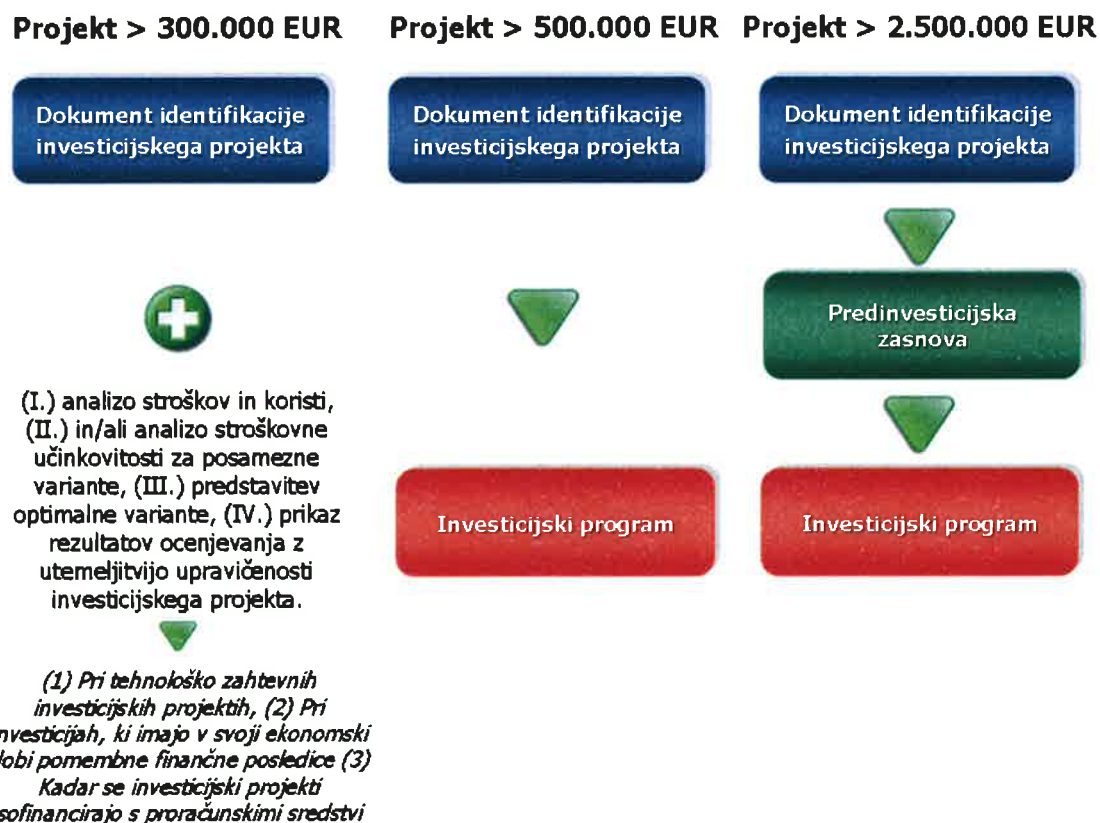 Projekt > 300.000 EUR
Dokument identifikacije
investicijskega projekta
(I.) analizo stroškov in koristi,
(II.) in/ali analizo stroškovne
učinkovitosti za posamezne
variante, (III.) predstavitev
optimalne variante, (IV.) prikaz
rezultatov ocenjevanja z
utemeljitvijo upravičenosti
investicijskega projekta.
(1) Pri tehnološko zahtevnih
investicijskih projektih, (2) Pri
nvesticijah, ki imajo v svoji ekonomski
lobi pomembne finančne posledice (3)
Kadar se investicijski projekti
sofinancirajo s proračunskimi sredstvi
Projekt > 500.000 EUR
Dokument identifikacije
investicijskega projekta
Investicijski program
Projekt > 2.500.000 EUR
Dokument identifikacije
investicijskega projekta
Predinvesticijska
zasnova
Investicijski program